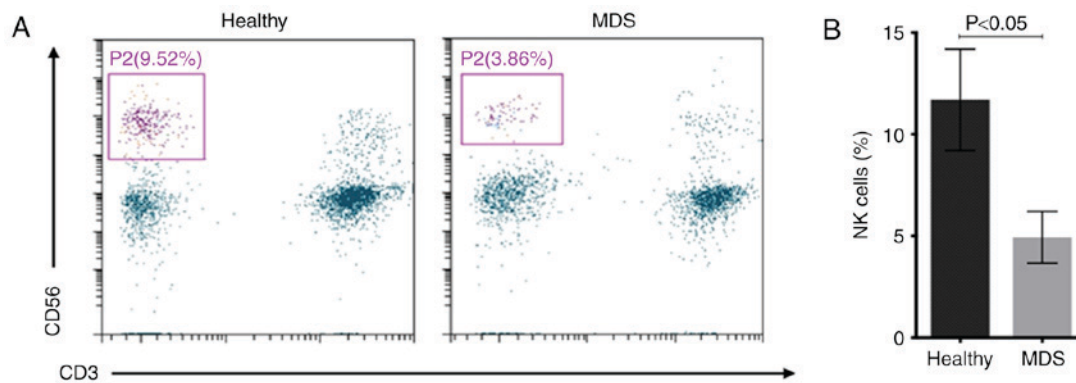 A
Healthy
MDS
P2(9.52%)
P2(3.86%)
CD56
CD3
B
P<0.05
15
10
5
0
NK cells (%)
Healthy
MDS